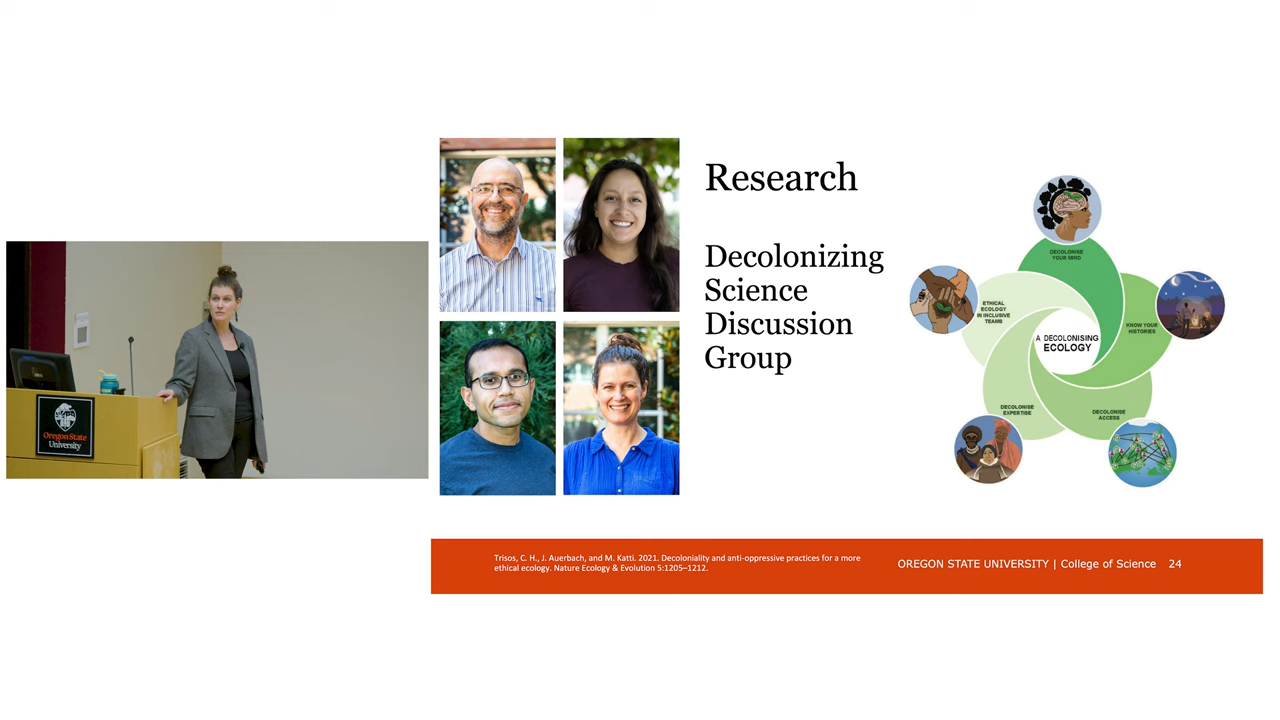 Oregon State
University
Research
Decolonizing
Science
Discussion
Group
DECOLONISE
YOUR MIND
KNOW YOUR
HISTORIES
DECOLONISE
ACCESS
DECOLONISE
EXPERTISE
ETHICAL
ECOLOGY
IN INCLUSIVE
TEAMS
A DECOLONISING
ECOLOGY
Trisos, C. H., J. Auerbach, and M. Katti. 2021. Decoloniality and anti-oppressive practices for a more
ethical ecology. Nature Ecology & Evolution 5:1205–1212.
OREGON STATE UNIVERSITY | College of Science 24